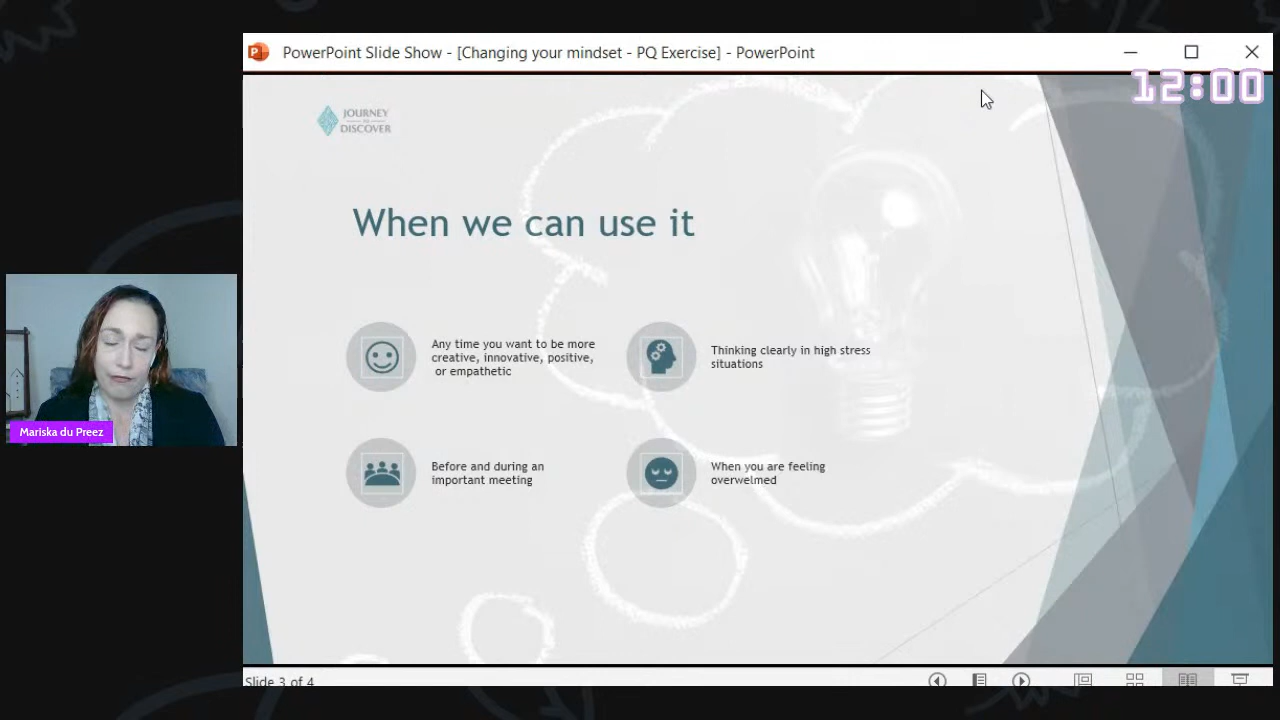 PowerPoint Slide Show - [Changing your mindset - PQ Exercise] - PowerPoint
12:00
JOURNEY
DISCOVER
When we can use it
Any time you want to be more
creative, innovative, positive,
or empathetic
Thinking clearly in high stress
situations
Before and during an
important meeting
When you are feeling
overwelmed
Mariska du Preez
Slide 3 of 4